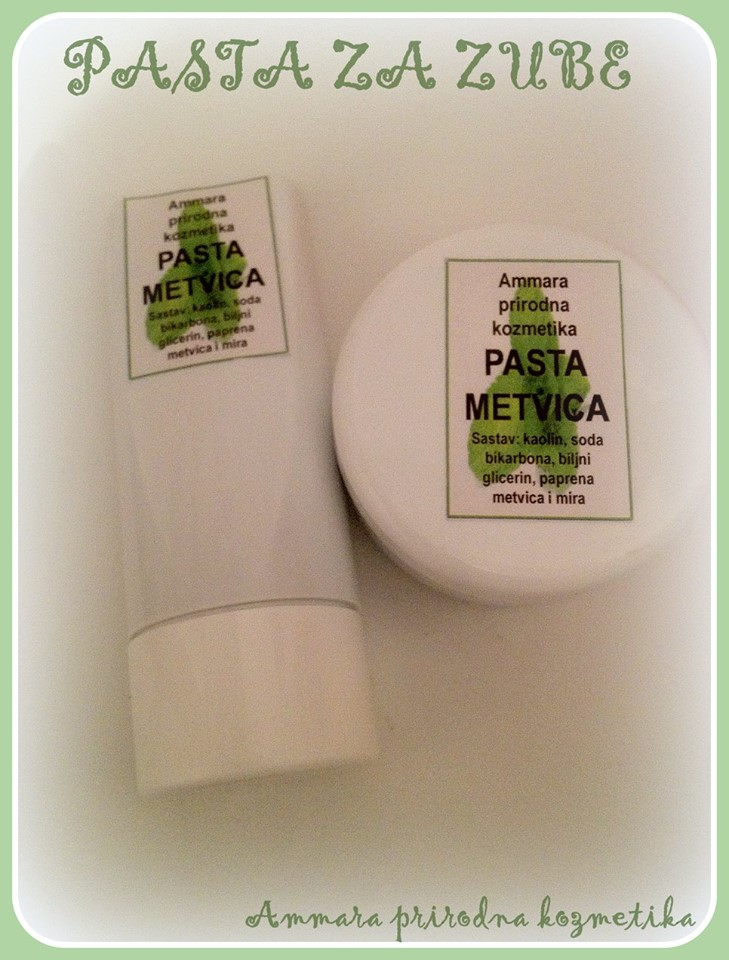 PASTA ZA ZUBE
Ammara
prirodna
kozmetika
PASTA
METVICA
Sastav: kaolin, soda
bikarbona, biljni
glicerin, paprena
metvica i mira
Ammara
prirodna
kozmetika
PASTA
METVICA
Sastav: kaolin, soda
bikarbona, biljni
glicerin, paprena
metvica i mira
Ammara prirodna kozmetika